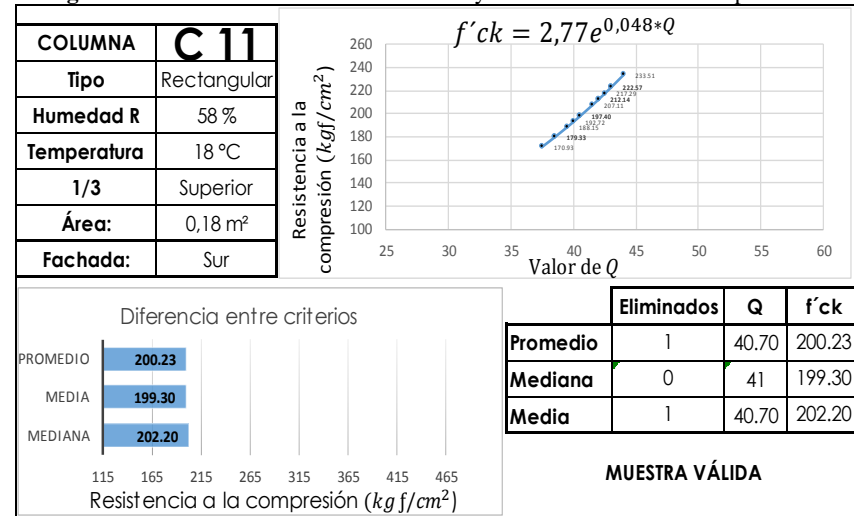 COLUMNA C 11
Tipo Rectangular
Humedad R 58 %
Temperatura 18 °C
1/3 Superior
Área: 0,18 m²
Fachada: Sur
f´ck = 2,77e^{0,048*Q}
Resistencia a la
compresión (kgf/cm²)
260
240
220
200
180
160
140
120
100
233.51
222.57
217.29
212.14
207.11
197.40
192.72
188.15
179.33
170.93
25 30 35 40 45 50 55 60
Valor de Q
Diferencia entre criterios
PROMEDIO 200.23
MEDIA 199.30
MEDIANA 202.20
115 165 215 265 315 365 415 465
Resistencia a la compresión (kg f/cm²)
Eliminados Q f´ck
Promedio 1 40.70 200.23
Mediana 0 41 199.30
Media 1 40.70 202.20
MUESTRA VÁLIDA